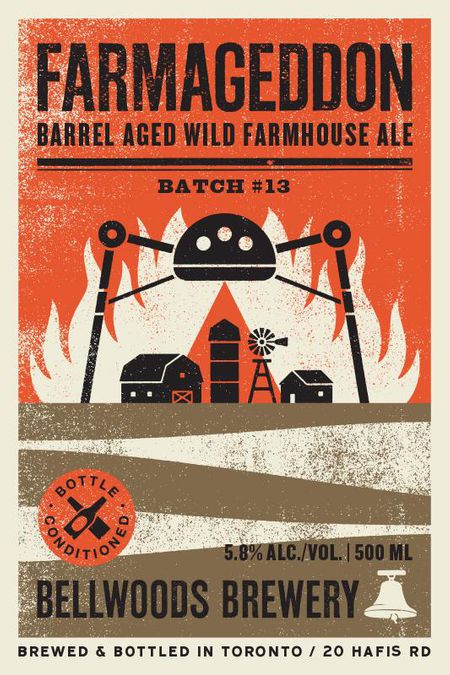 FARMAGEDDON
BARREL AGED WILD FARMHOUSE ALE
BATCH #13
BOTTLE
CONDITIONED
5.8% ALC./VOL. | 500 ML
BELLWOODS BREWERY
BREWED & BOTTLED IN TORONTO / 20 HAFIS RD